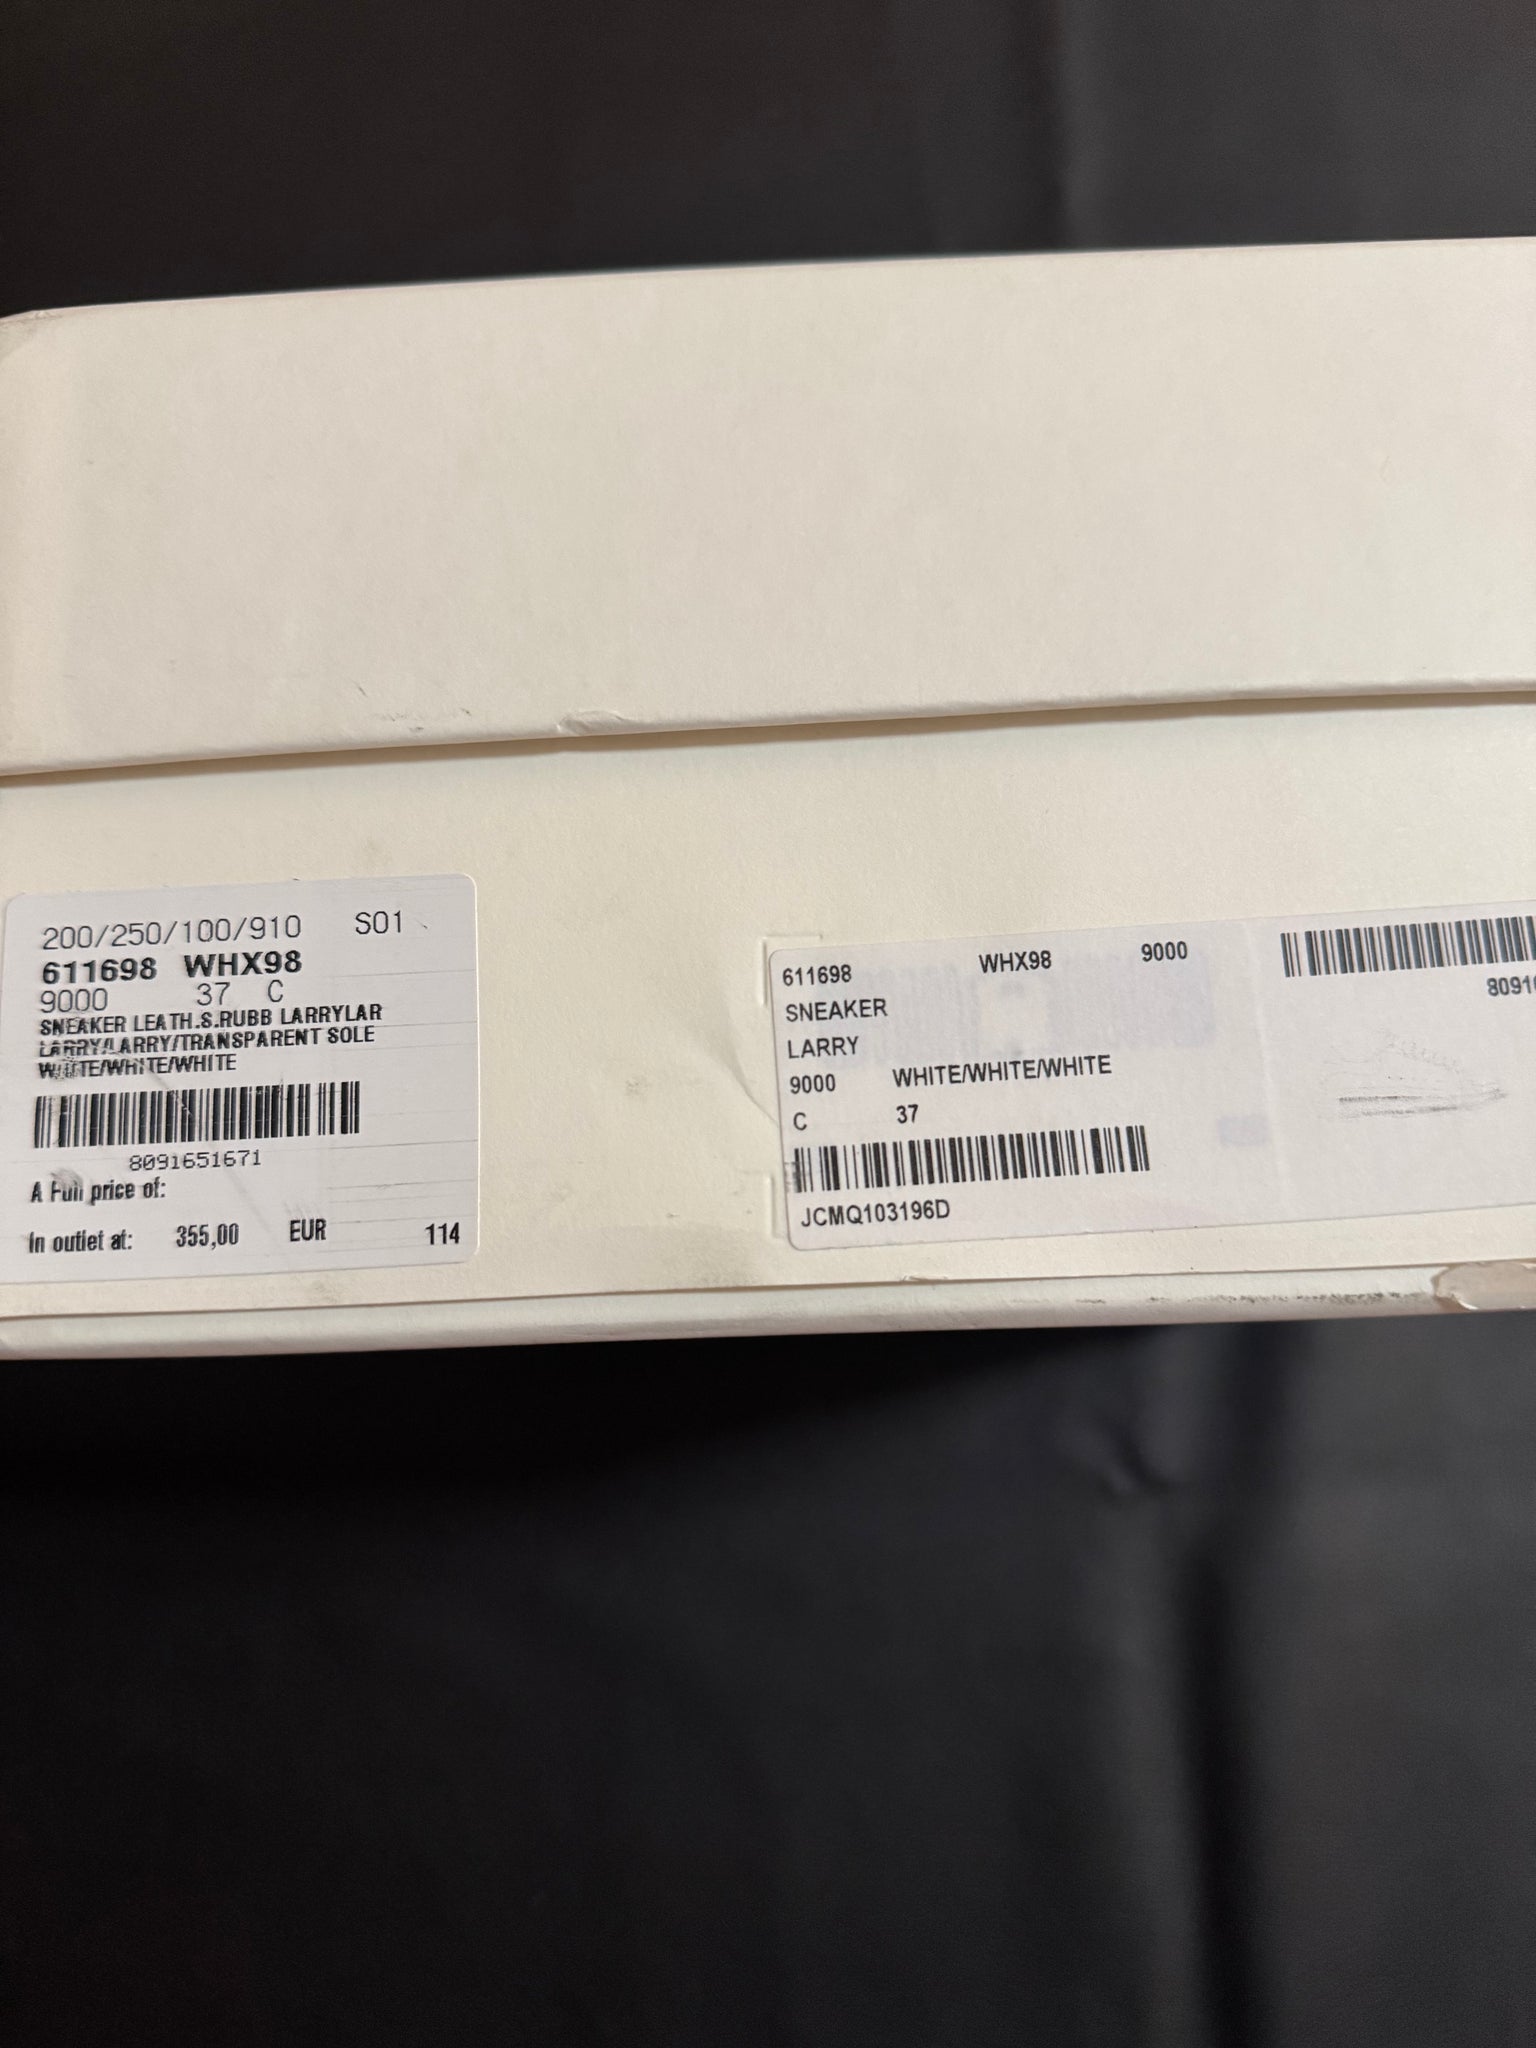 200/250/100/910 S01
611698 WHX98
9000 37 C
SNEAKER LEATH.S.RUBB LARRYLAR
LARRY/LARRY/TRANSPARENT SOLE
WHITE/WHITE/WHITE
8091651671
A Full price of:
In outlet at: 355,00 EUR 114
611698 WHX98 9000
SNEAKER
LARRY
9000 WHITE/WHITE/WHITE
C 37
JCMQ103196D
8091